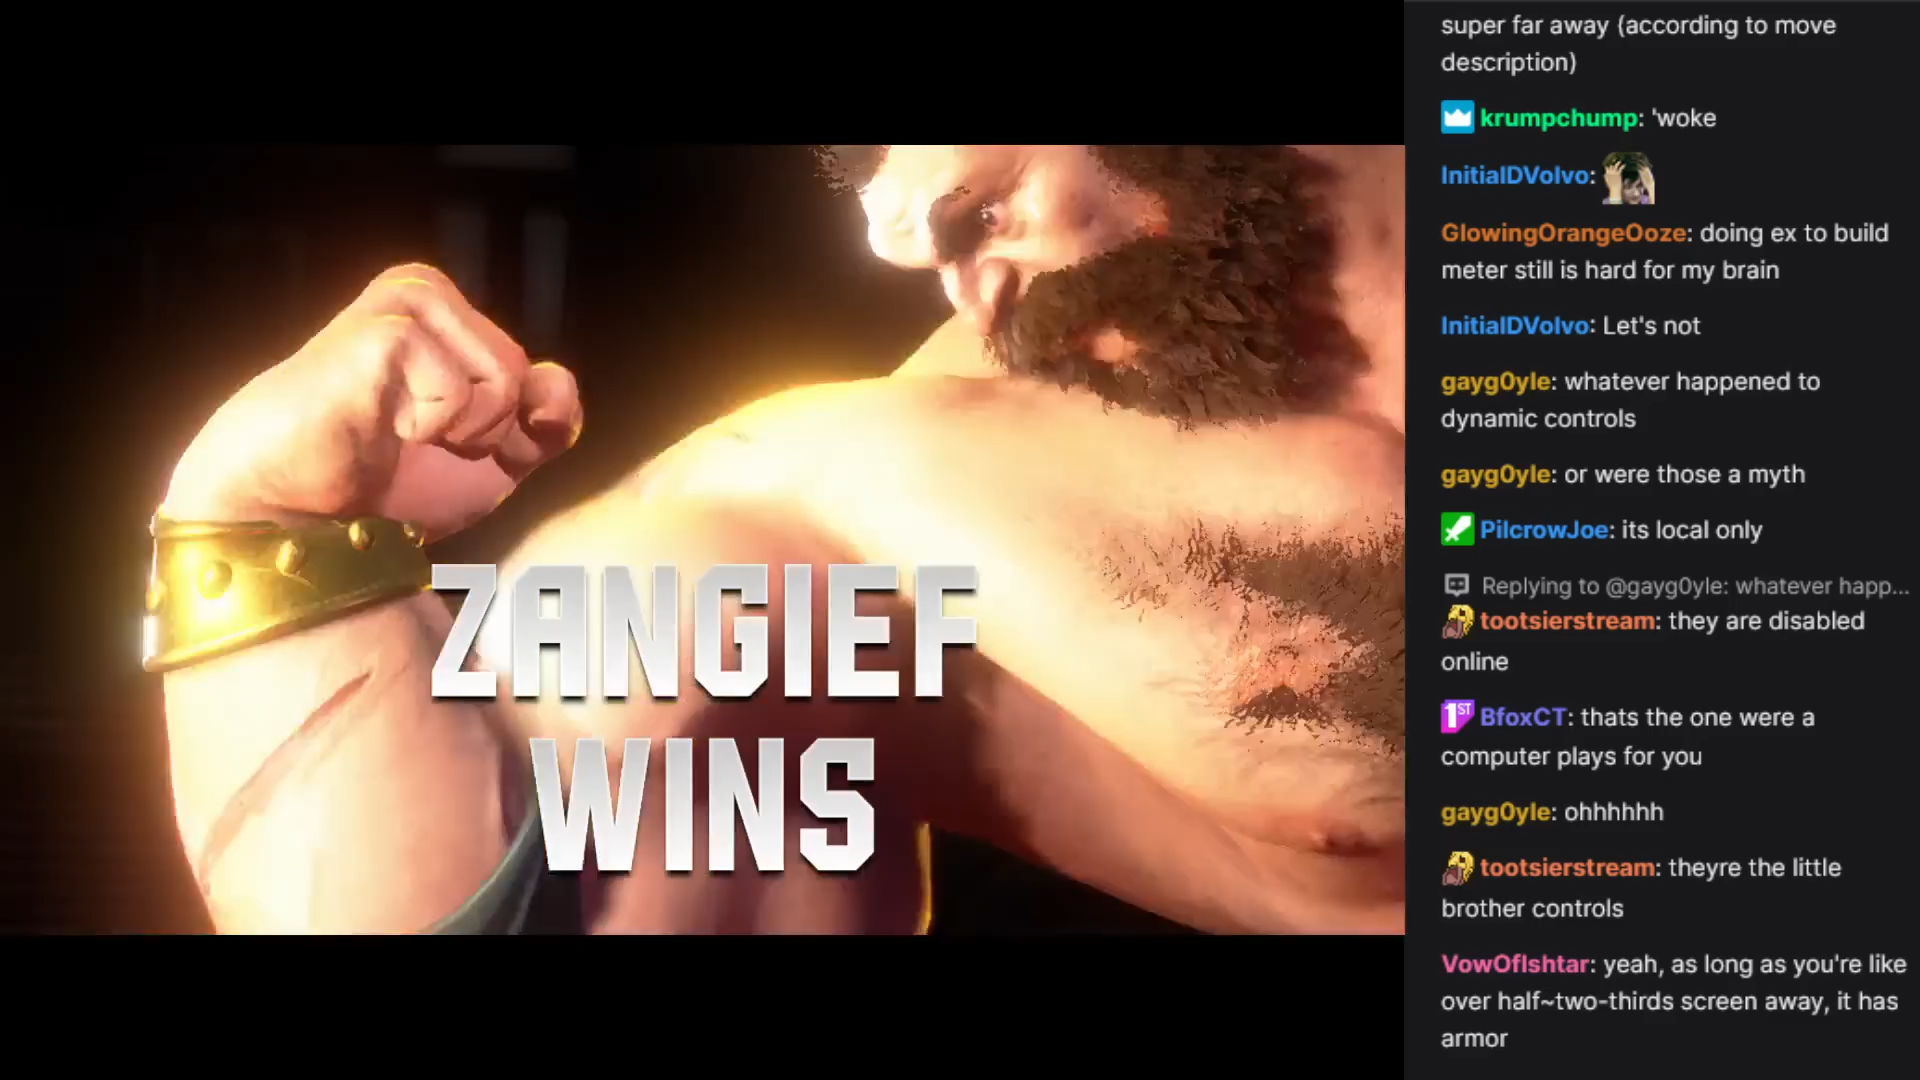 ZANGIEF
WINS
super far away (according to move
description)
krumpchump: 'woke
InitialDVolvo:
GlowingOrangeOoze: doing ex to build
meter still is hard for my brain
InitialDVolvo: Let's not
gayg0yle: whatever happened to
dynamic controls
gayg0yle: or were those a myth
PilcrowJoe: its local only
Replying to @gayg0yle: whatever happ...
tootsierstream: they are disabled
online
1ST BfoxCT: thats the one were a
computer plays for you
gayg0yle: ohhhhhh
tootsierstream: theyre the little
brother controls
VowOfIshtar: yeah, as long as you're like
over half~two-thirds screen away, it has
armor